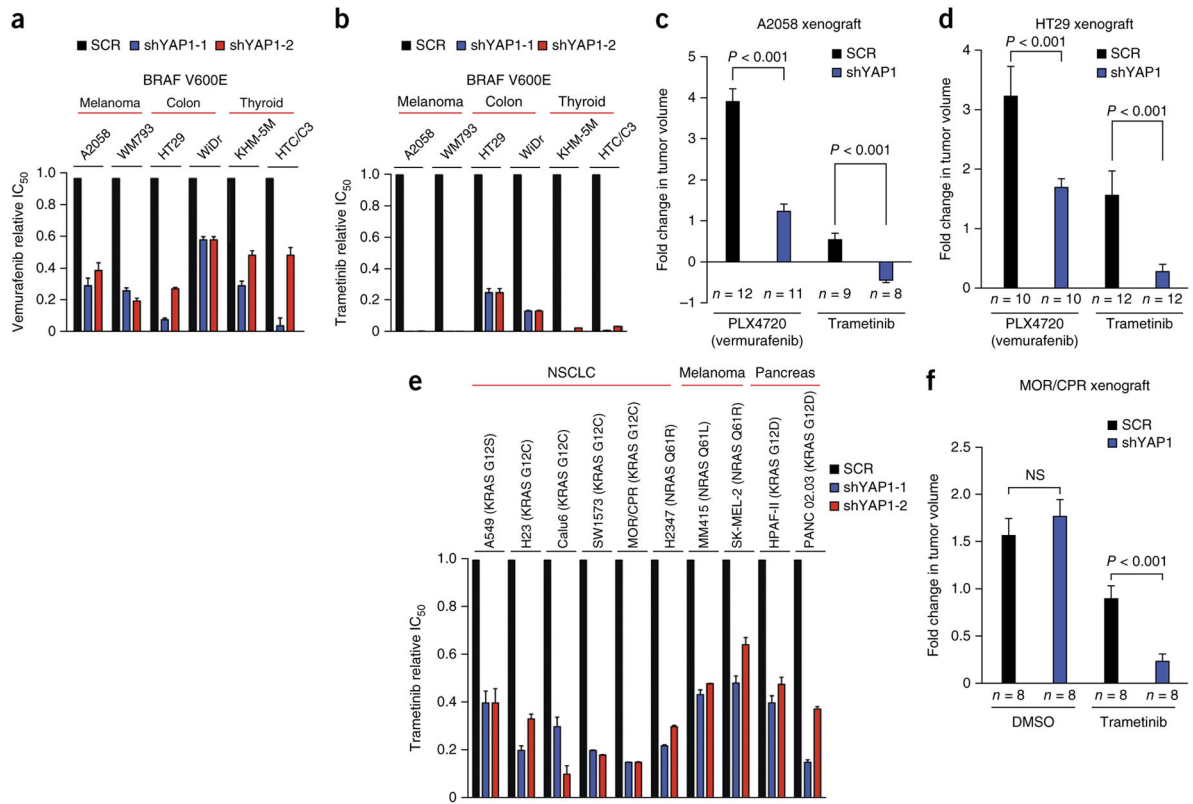 a
SCR shYAP1-1 shYAP1-2
BRAF V600E
Melanoma Colon Thyroid
A2058 WM793 HT29 WiDr KHM-5M HTC/C3
Vemurafenib relative IC50
1.0
0.8
0.6
0.4
0.2
0
b
SCR shYAP1-1 shYAP1-2
BRAF V600E
Melanoma Colon Thyroid
A2058 WM793 HT29 WiDr KHM-5M HTC/C3
Trametinib relative IC50
1.0
0.8
0.6
0.4
0.2
0
c
A2058 xenograft
SCR
shYAP1
P < 0.001
P < 0.001
Fold change in tumor volume
5
4
3
2
1
0
–1
n = 12 n = 11 n = 9 n = 8
PLX4720
(vemurafenib)
Trametinib
d
HT29 xenograft
SCR
shYAP1
P < 0.001
P < 0.001
Fold change in tumor volume
4
3
2
1
0
n = 10 n = 10 n = 12 n = 12
PLX4720
(vemurafenib)
Trametinib
e
NSCLC Melanoma Pancreas
A549 (KRAS G12S)
H23 (KRAS G12C)
Calu6 (KRAS G12C)
SW1573 (KRAS G12C)
MOR/CPR (KRAS G12C)
H2347 (NRAS Q61R)
MM415 (NRAS Q61L)
SK-MEL-2 (NRAS Q61R)
HPAF-II (KRAS G12D)
PANC 02.03 (KRAS G12D)
SCR
shYAP1-1
shYAP1-2
Trametinib relative IC50
1.0
0.8
0.6
0.4
0.2
0
f
MOR/CPR xenograft
SCR
shYAP1
NS
P < 0.001
Fold change in tumor volume
2.5
2.0
1.5
1.0
0.5
0
n = 8 n = 8 n = 8 n = 8
DMSO Trametinib